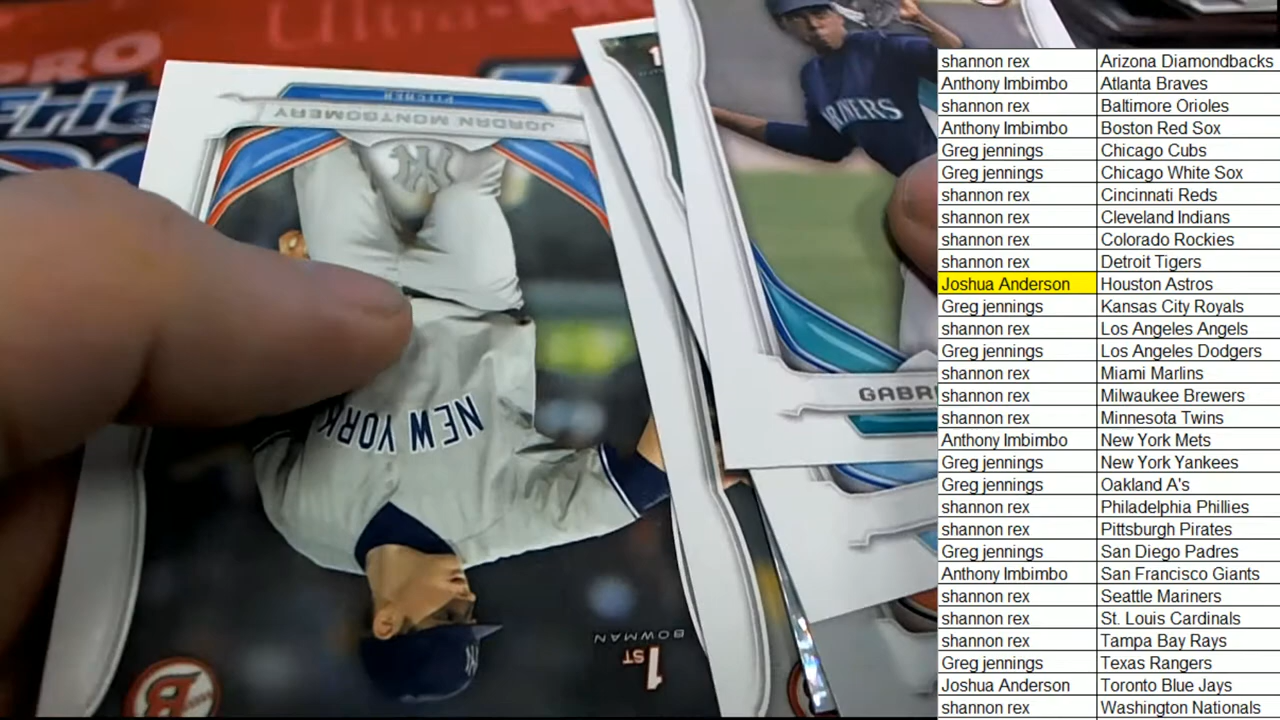 PRO
Ultra-PRO
PITCHER
JORDAN MONTGOMERY
NEW YORK
BOWMAN
1ST
B
NY
1
GABRI
shannon rex Arizona Diamondbacks
Anthony Imbimbo Atlanta Braves
shannon rex Baltimore Orioles
Anthony Imbimbo Boston Red Sox
Greg jennings Chicago Cubs
Greg jennings Chicago White Sox
shannon rex Cincinnati Reds
shannon rex Cleveland Indians
shannon rex Colorado Rockies
shannon rex Detroit Tigers
Joshua Anderson Houston Astros
Greg jennings Kansas City Royals
shannon rex Los Angeles Angels
Greg jennings Los Angeles Dodgers
shannon rex Miami Marlins
shannon rex Milwaukee Brewers
shannon rex Minnesota Twins
Anthony Imbimbo New York Mets
Greg jennings New York Yankees
Greg jennings Oakland A's
shannon rex Philadelphia Phillies
shannon rex Pittsburgh Pirates
Greg jennings San Diego Padres
Anthony Imbimbo San Francisco Giants
shannon rex Seattle Mariners
shannon rex St. Louis Cardinals
shannon rex Tampa Bay Rays
Greg jennings Texas Rangers
Joshua Anderson Toronto Blue Jays
shannon rex Washington Nationals